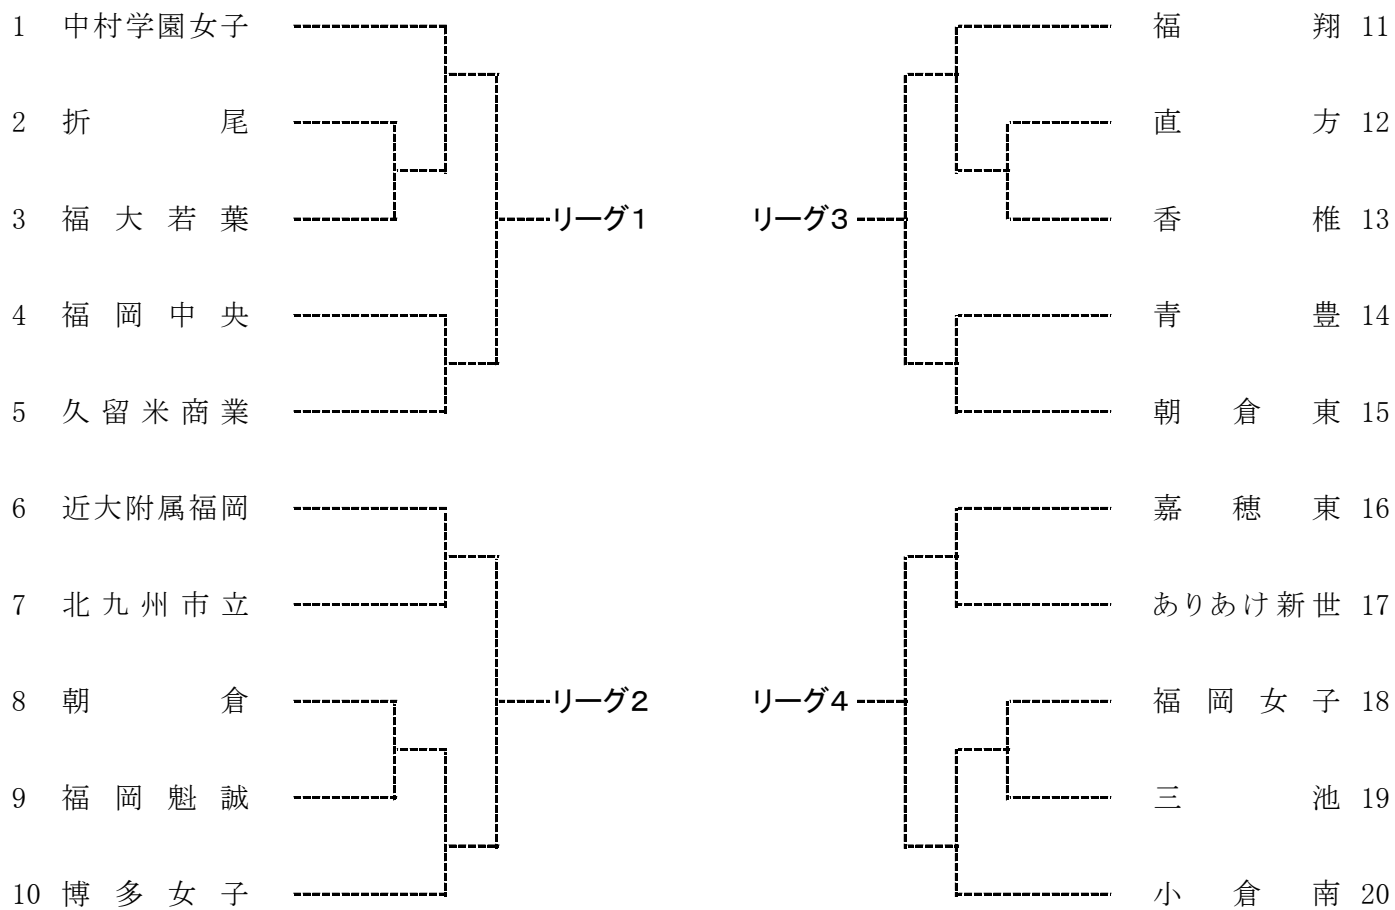 1 中村学園女子
2 折尾
3 福大若葉
リーグ1
4 福岡中央
5 久留米商業
6 近大附属福岡
7 北九州市立
8 朝倉
リーグ2
9 福岡魁誠
10 博多女子
福翔 11
直方 12
リーグ3
香椎 13
青豊 14
朝倉東 15
嘉穂東 16
ありあけ新世 17
リーグ4
福岡女子 18
三池 19
小倉南 20